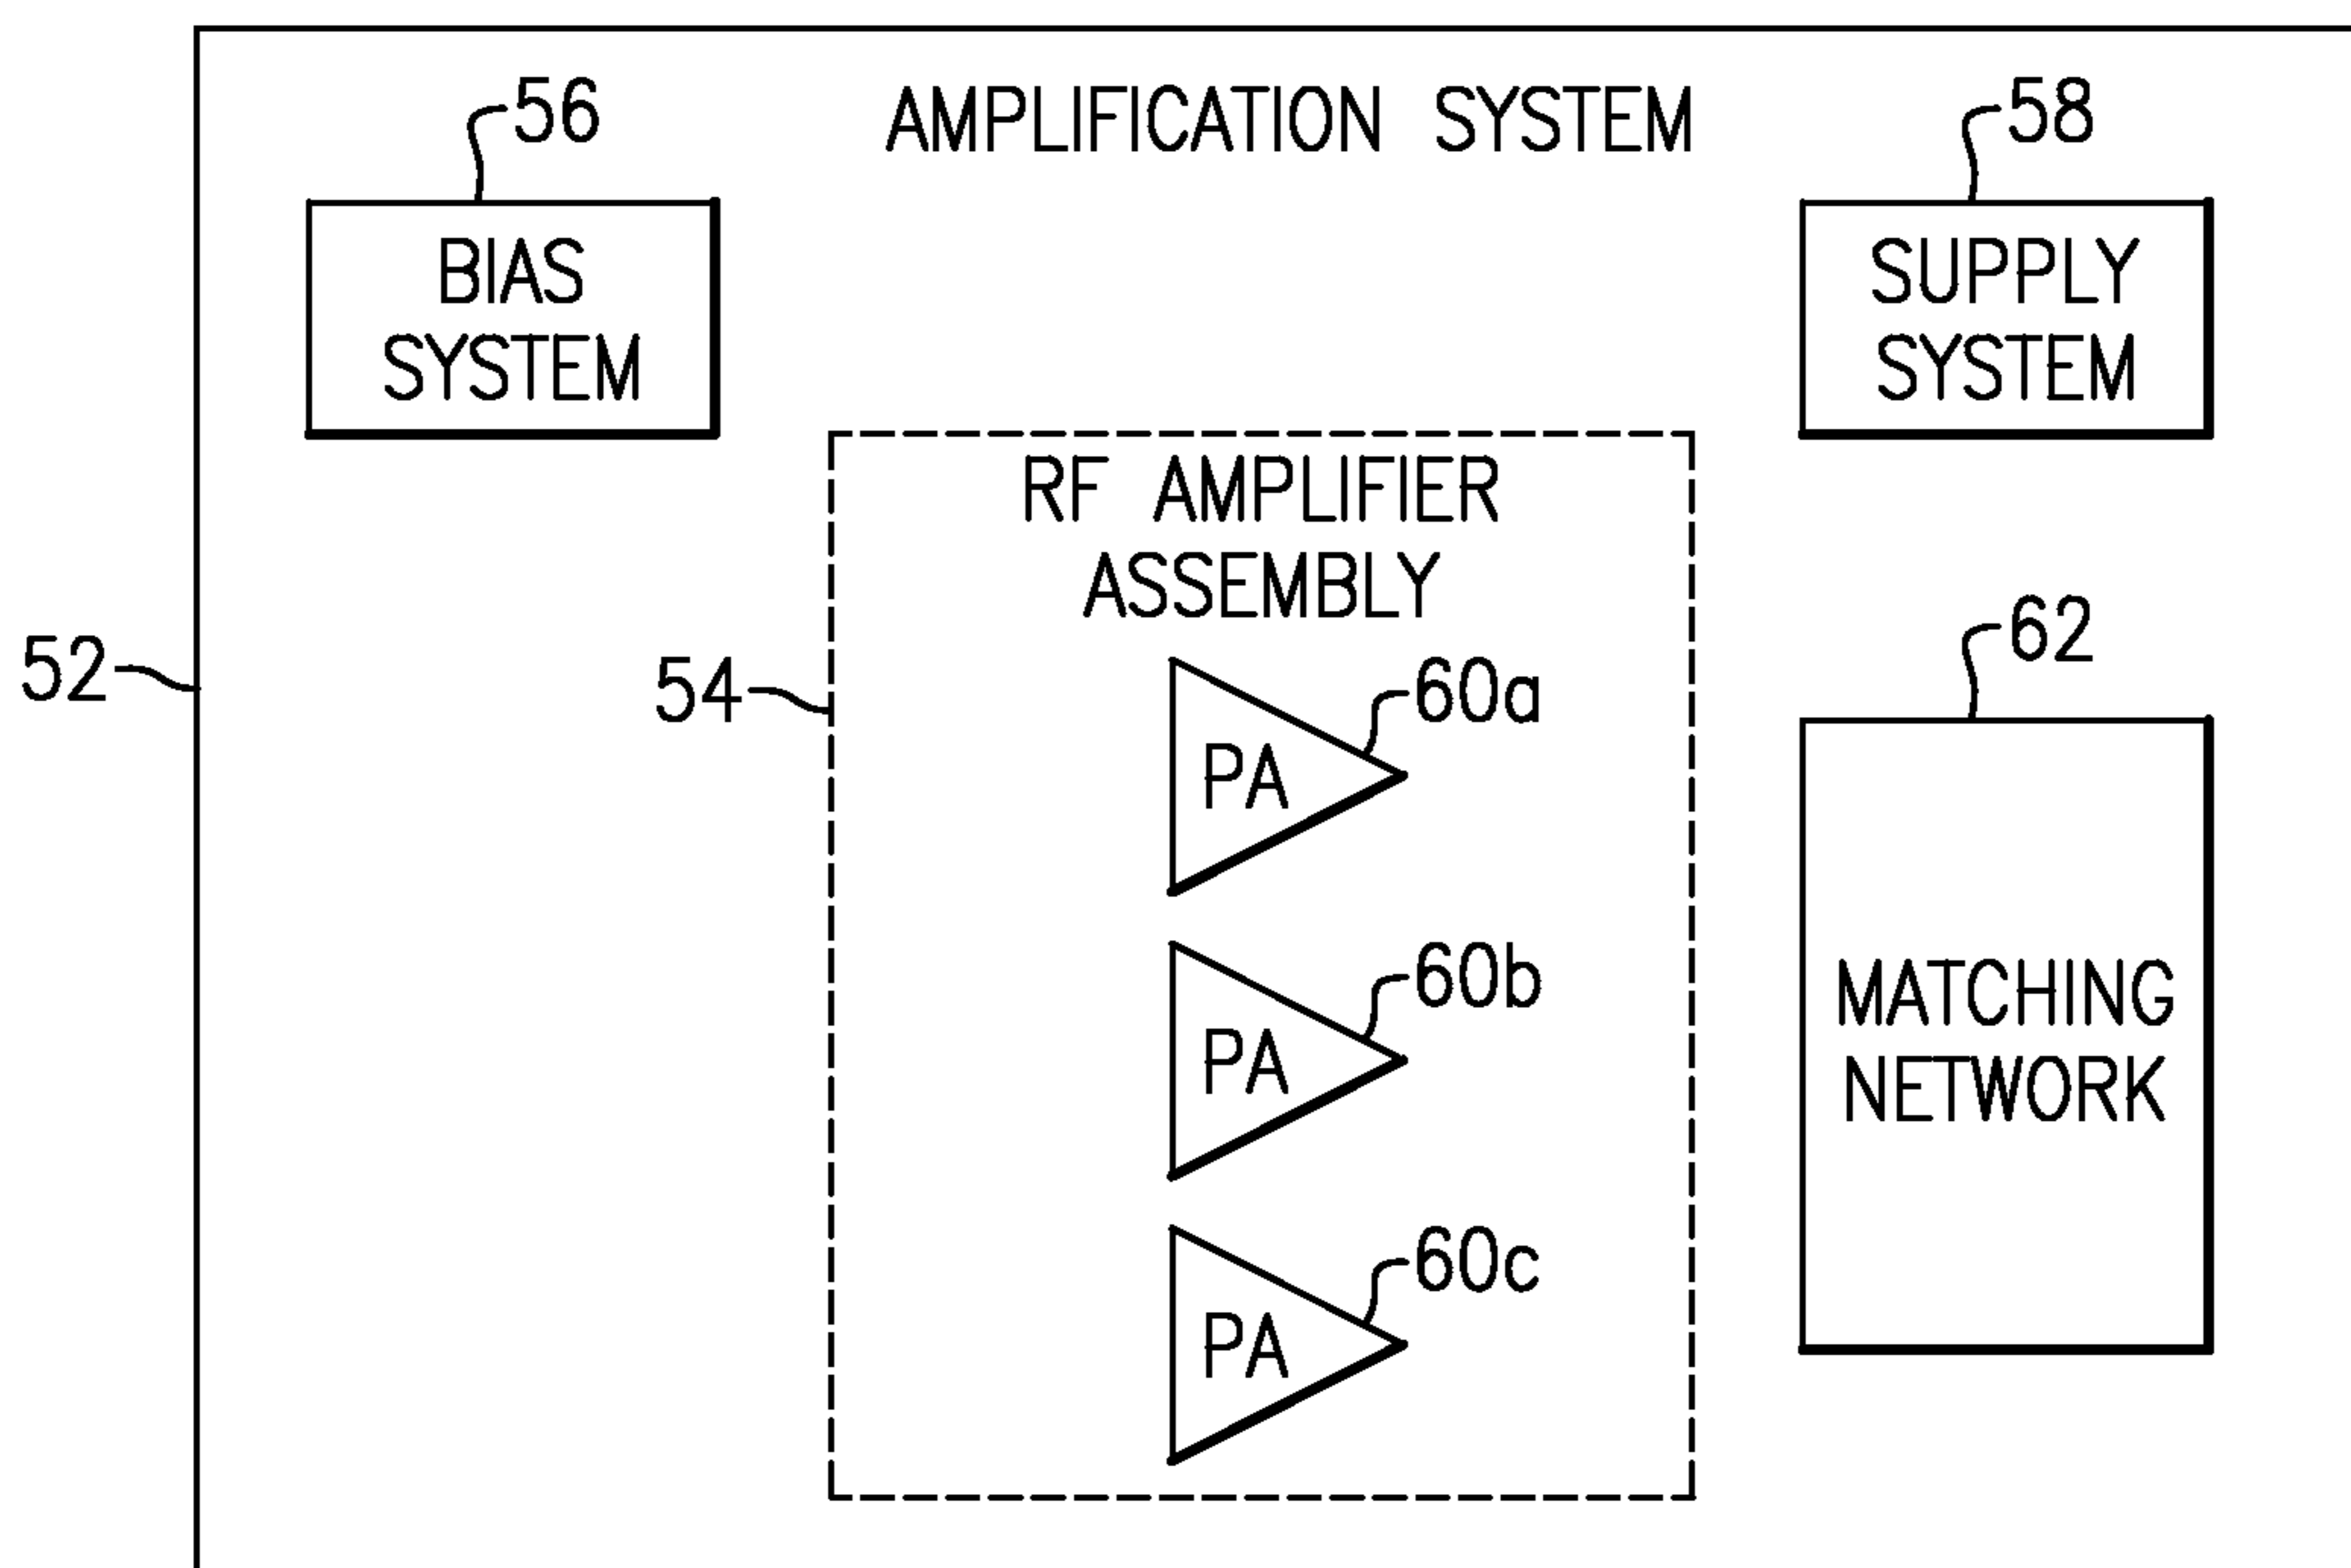 AMPLIFICATION SYSTEM
56
BIAS
SYSTEM
58
SUPPLY
SYSTEM
52
54
RF AMPLIFIER
ASSEMBLY
60a
PA
60b
PA
60c
PA
62
MATCHING
NETWORK